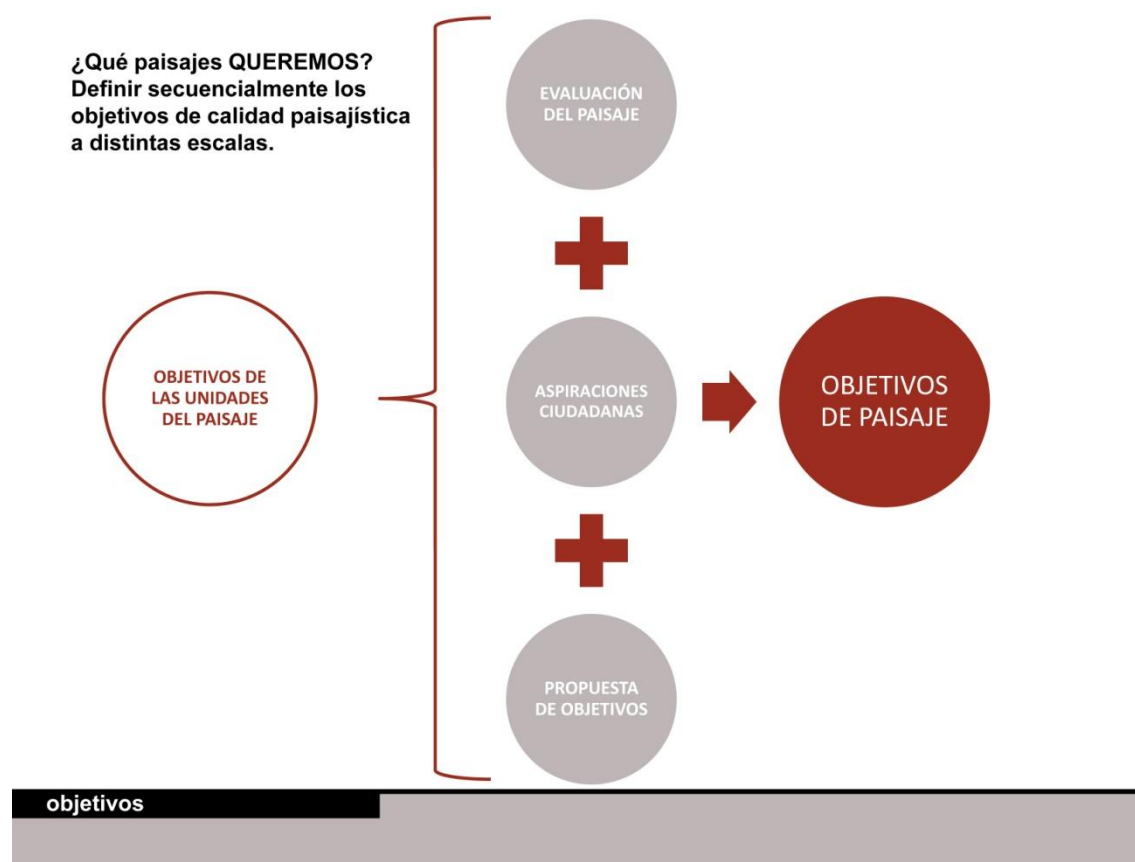 ¿Qué paisajes QUEREMOS?
Definir secuencialmente los
objetivos de calidad paisajística
a distintas escalas.
EVALUACIÓN
DEL PAISAJE
OBJETIVOS DE
LAS UNIDADES
DEL PAISAJE
ASPIRACIONES
CIUDADANAS
OBJETIVOS
DE PAISAJE
PROPUESTA
DE OBJETIVOS
objetivos